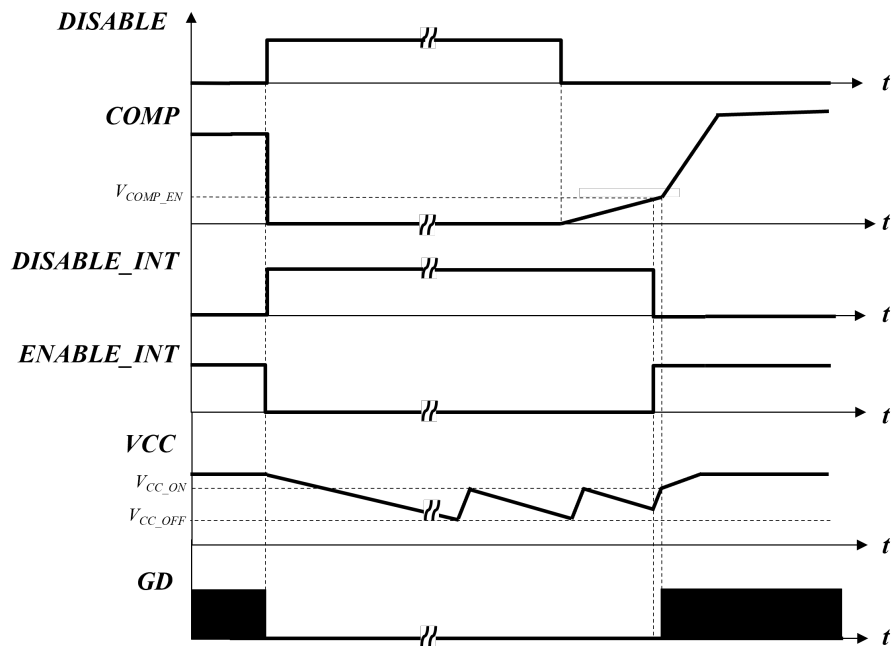 DISABLE
t
COMP
V_COMP_EN
t
DISABLE_INT
t
ENABLE_INT
t
VCC
V_CC_ON
V_CC_OFF
t
GD
t